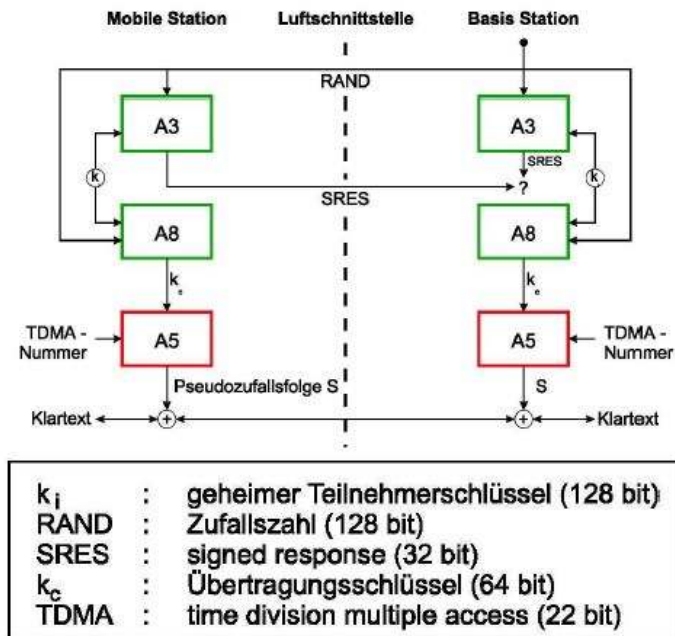 Mobile Station Luftschnittstelle Basis Station
RAND
A3 A3
SRES
k k
SRES ?
A8 A8
k k
TDMA - A5 A5 TDMA -
Nummer Nummer
Pseudozufallsfolge S S
Klartext + + Klartext
k i : geheimer Teilnehmerschlüssel (128 bit)
RAND : Zufallszahl (128 bit)
SRES : signed response (32 bit)
k c : Übertragungsschlüssel (64 bit)
TDMA : time division multiple access (22 bit)